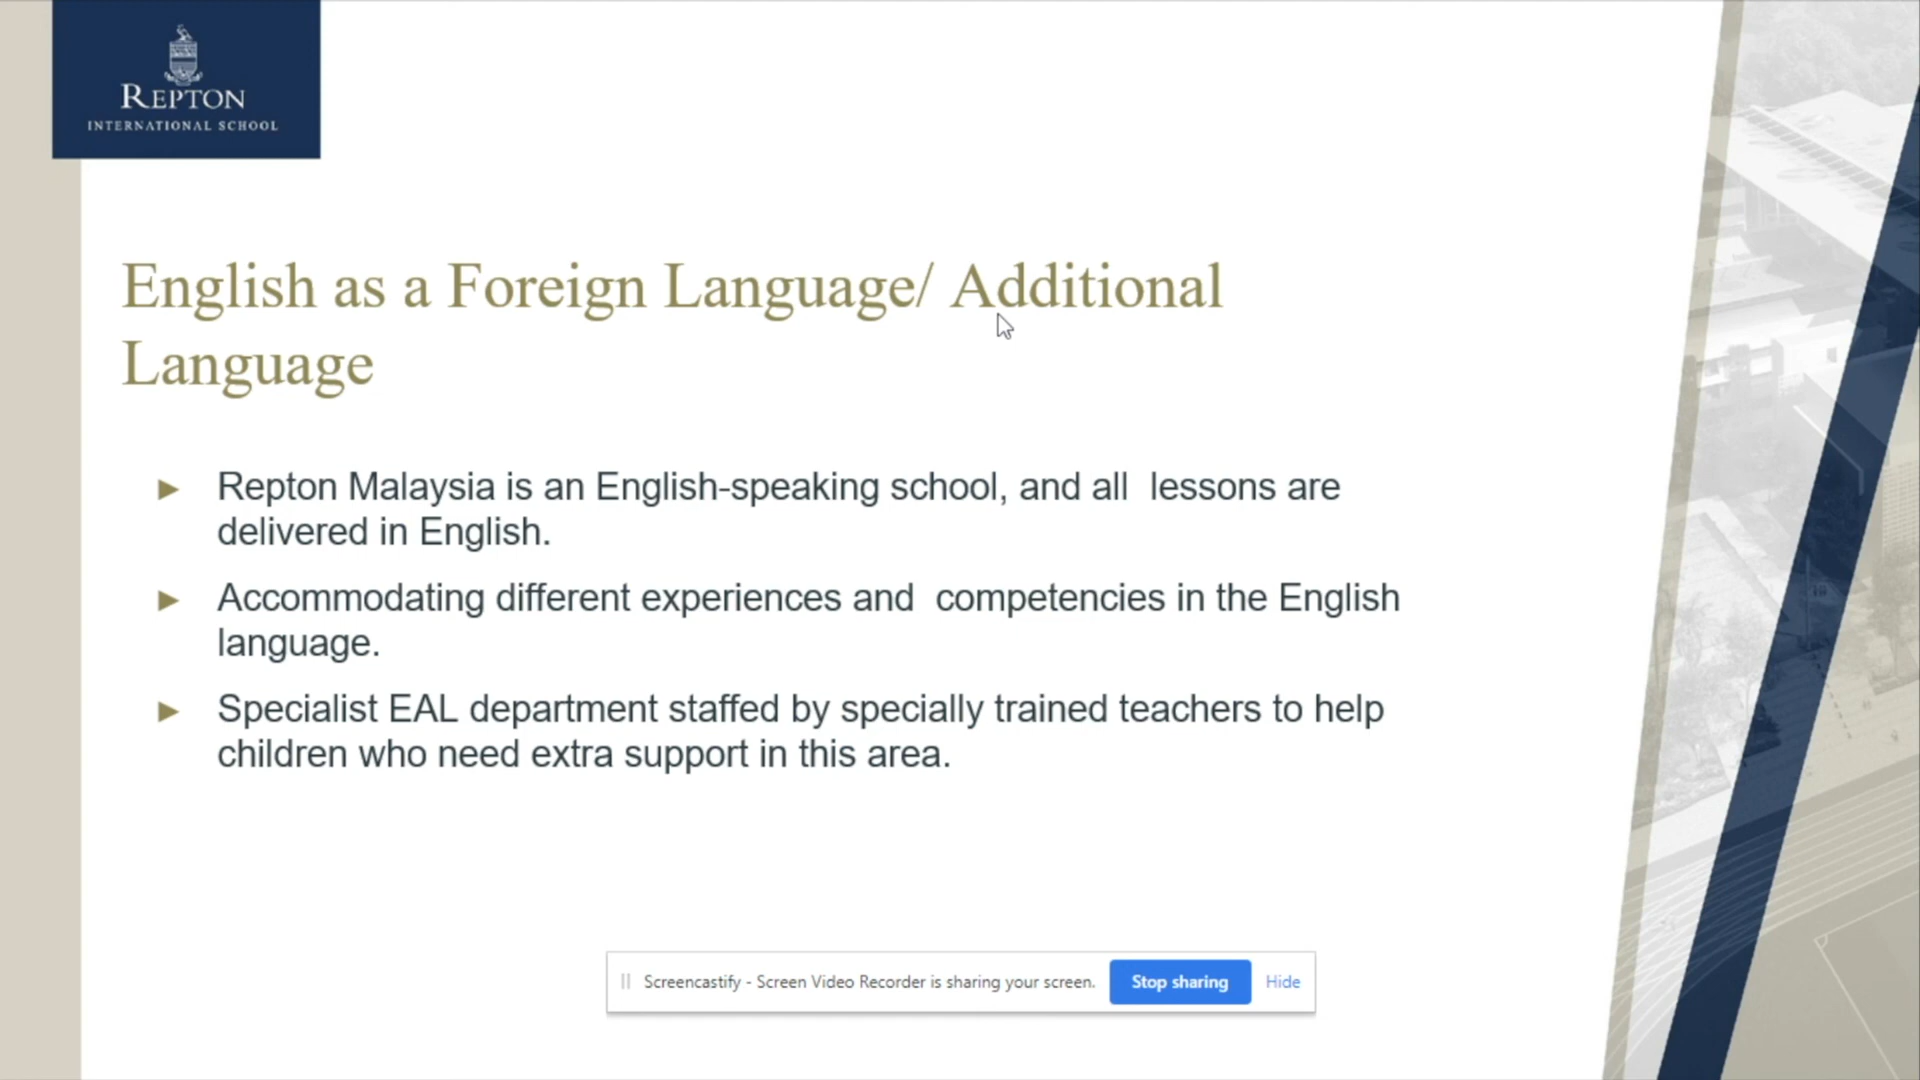 REPTON
INTERNATIONAL SCHOOL
English as a Foreign Language/ Additional
Language
► Repton Malaysia is an English-speaking school, and all  lessons are
delivered in English.
► Accommodating different experiences and  competencies in the English
language.
► Specialist EAL department staffed by specially trained teachers to help
children who need extra support in this area.
Screencastify - Screen Video Recorder is sharing your screen. Stop sharing Hide